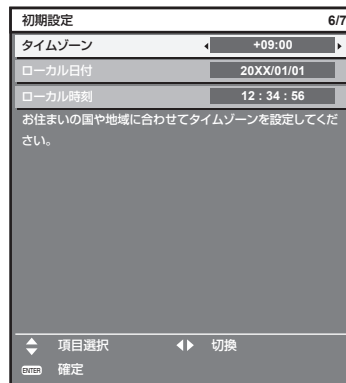 初期設定 6/7
タイムゾーン +09:00
ローカル日付 20XX/01/01
ローカル時刻 12 : 34 : 56
お住まいの国や地域に合わせてタイムゾーンを設定してくだ
さい。
項目選択 切換
ENTER 確定